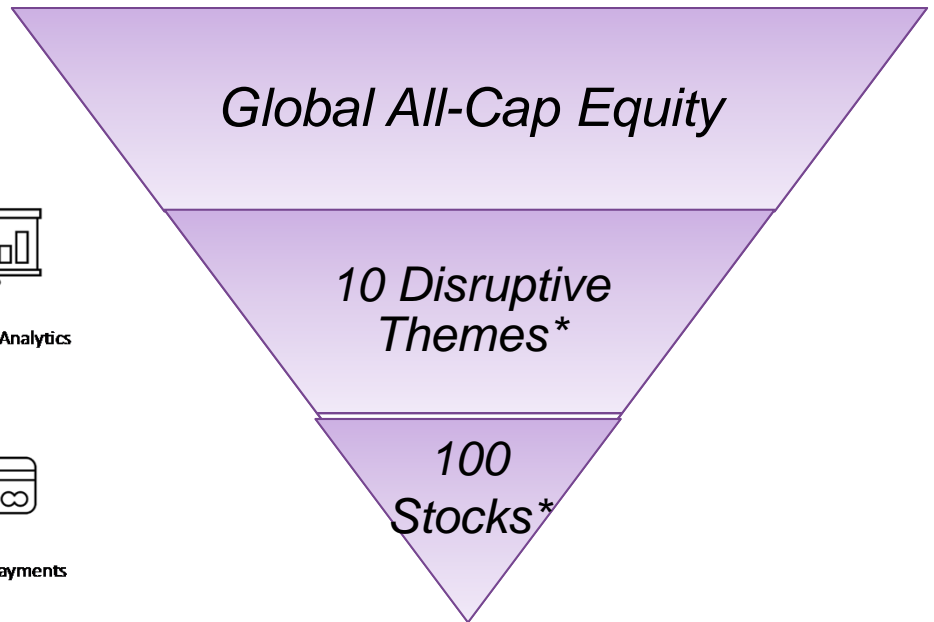 Global All-Cap Equity
10 Disruptive
Themes*
Analytics
100
Stocks*
ayments